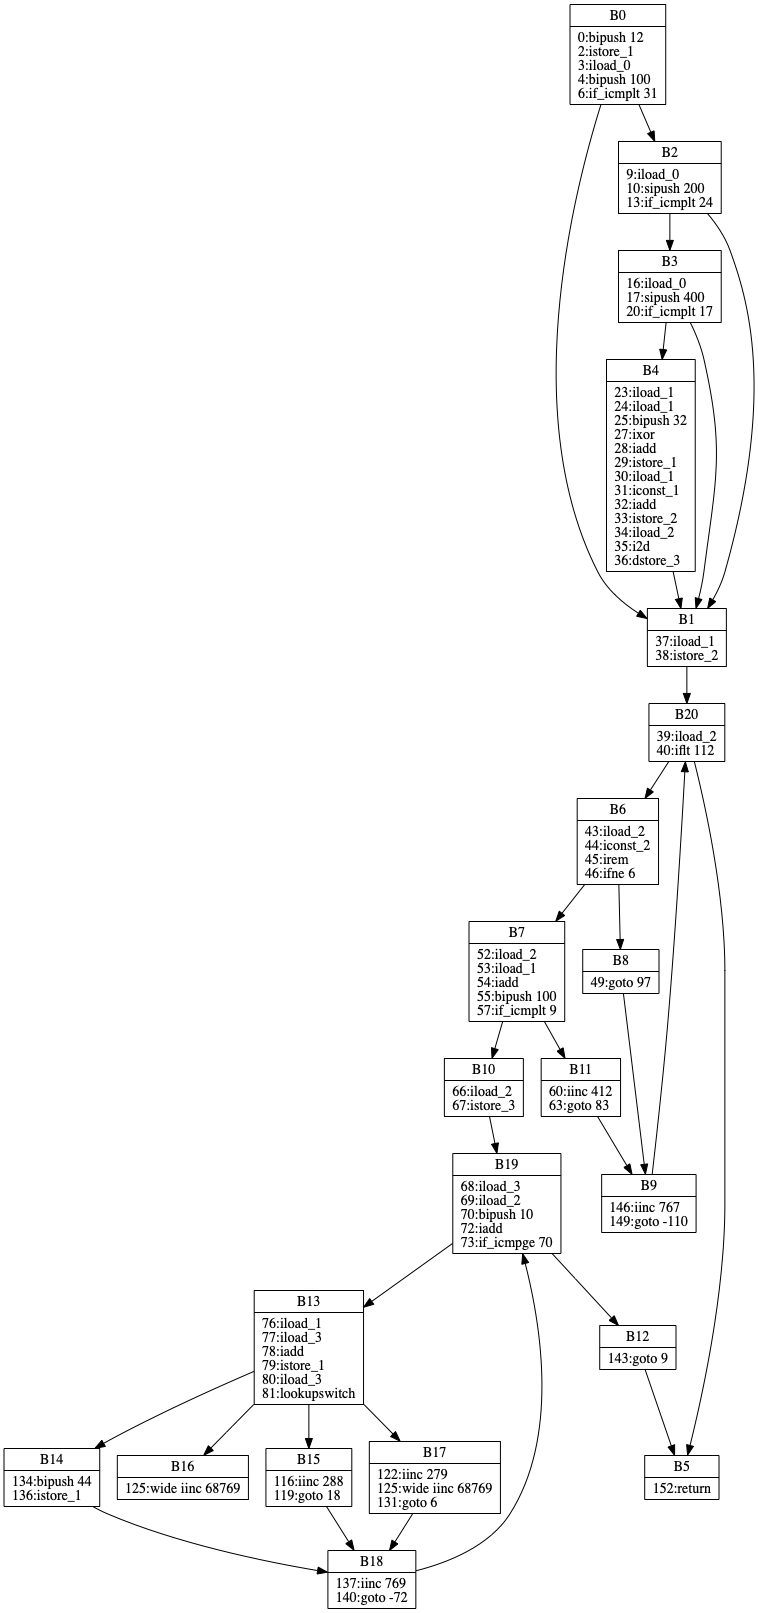 B0
0:bipush 12
2:istore_1
3:iload_0
4:bipush 100
6:if_icmplt 31
B2
9:iload_0
10:sipush 200
13:if_icmplt 24
B3
16:iload_0
17:sipush 400
20:if_icmplt 17
B4
23:iload_1
24:iload_1
25:bipush 32
27:ixor
28:iadd
29:istore_1
30:iload_1
31:iconst_1
32:iadd
33:istore_2
34:iload_2
35:i2d
36:dstore_3
B1
37:iload_1
38:istore_2
B20
39:iload_2
40:iflt 112
B6
43:iload_2
44:iconst_2
45:irem
46:ifne 6
B7
52:iload_2
53:iload_1
54:iadd
55:bipush 100
57:if_icmplt 9
B8
49:goto 97
B10
66:iload_2
67:istore_3
B11
60:iinc 412
63:goto 83
B19
68:iload_3
69:iload_2
70:bipush 10
72:iadd
73:if_icmpge 70
B9
146:iinc 767
149:goto -110
B13
76:iload_1
77:iload_3
78:iadd
79:istore_1
80:iload_3
81:lookupswitch
B12
143:goto 9
B14
134:bipush 44
136:istore_1
B16
125:wide iinc 68769
B15
116:iinc 288
119:goto 18
B17
122:iinc 279
125:wide iinc 68769
131:goto 6
B5
152:return
B18
137:iinc 769
140:goto -72